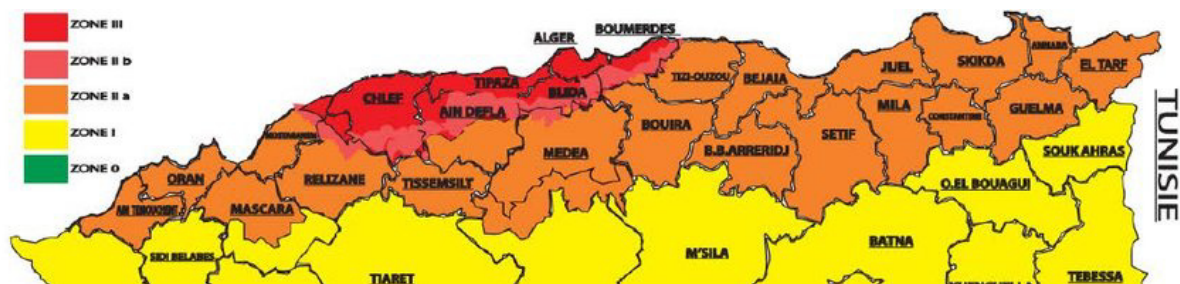 ZONE III
ZONE II b
ZONE II a
ZONE I
ZONE 0
ALGER
BOUMERDES
TIPAZA
CHLEF
BLIDA
AIN DEFLA
TIZI-OUZOU
BEJAIA
JIJEL
SKIKDA
ANNABA
EL TARF
MILA
CONSTANTINE
GUELMA
BOUIRA
SETIF
B.B.ARRERIDJ
MEDEA
SOUK AHRAS
TUNISIE
ORAN
RELIZANE
TISSEMSILT
O.EL BOUAGUI
AIN TEMOUCHENT
MASCARA
SIDI BELABES
M'SILA
BATNA
TIARET
TEBESSA